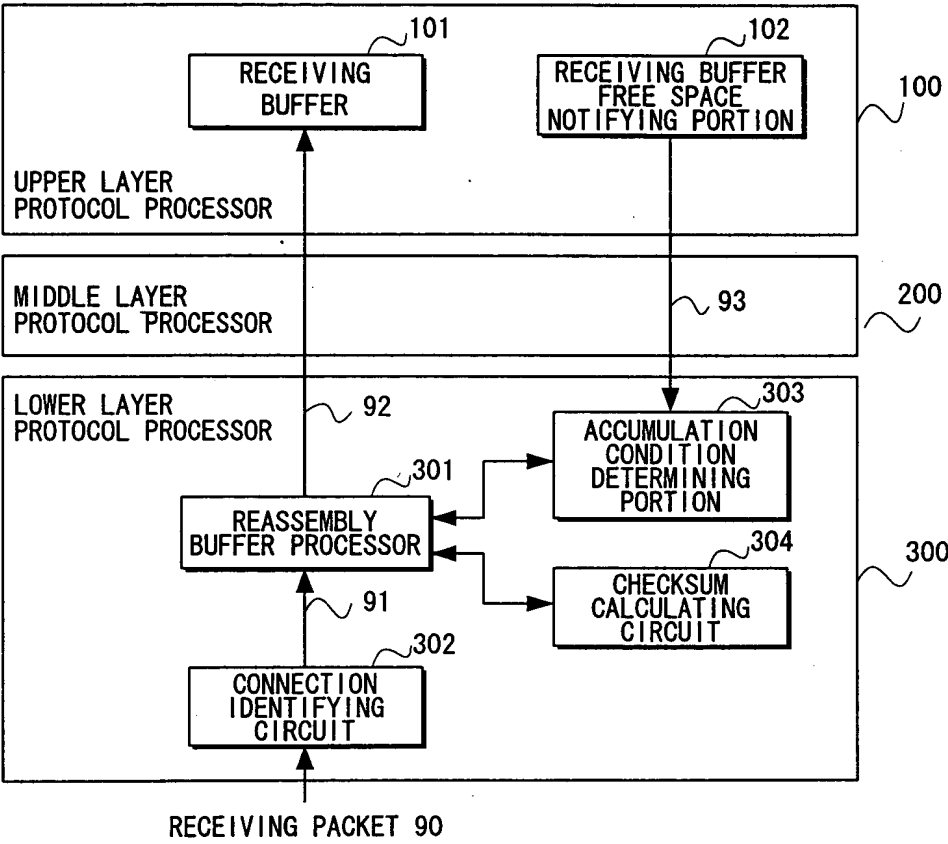 101
102
RECEIVING
BUFFER
RECEIVING BUFFER
FREE SPACE
NOTIFYING PORTION
100
UPPER LAYER
PROTOCOL PROCESSOR
MIDDLE LAYER
PROTOCOL PROCESSOR
93
200
LOWER LAYER
PROTOCOL PROCESSOR
92
303
ACCUMULATION
CONDITION
DETERMINING
PORTION
301
REASSEMBLY
BUFFER PROCESSOR
304
CHECKSUM
CALCULATING
CIRCUIT
300
91
302
CONNECTION
IDENTIFYING
CIRCUIT
RECEIVING PACKET 90